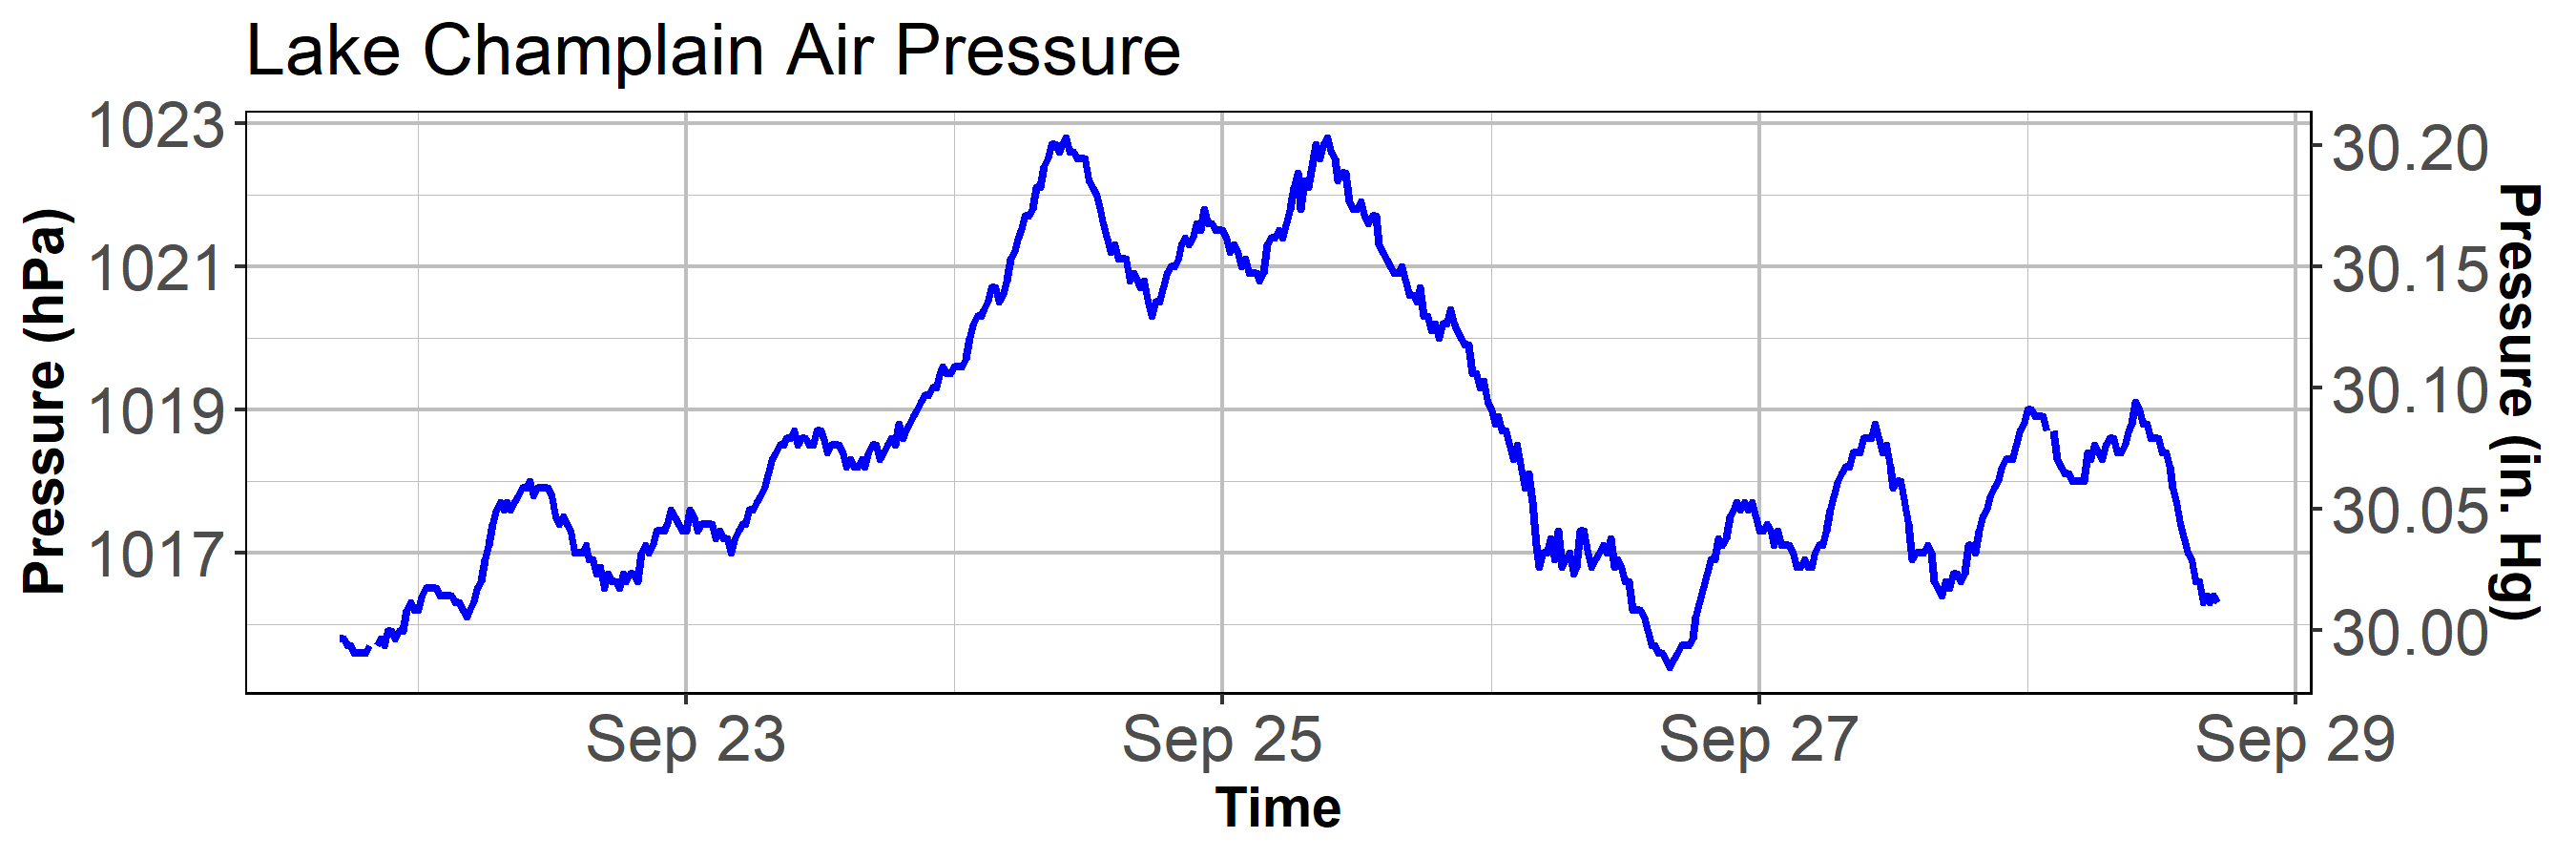 Lake Champlain Air Pressure
1023
1021
1019
1017
Pressure (hPa)
30.20
30.15
30.10
30.05
30.00
Pressure (in. Hg)
Sep 23
Sep 25
Sep 27
Sep 29
Time